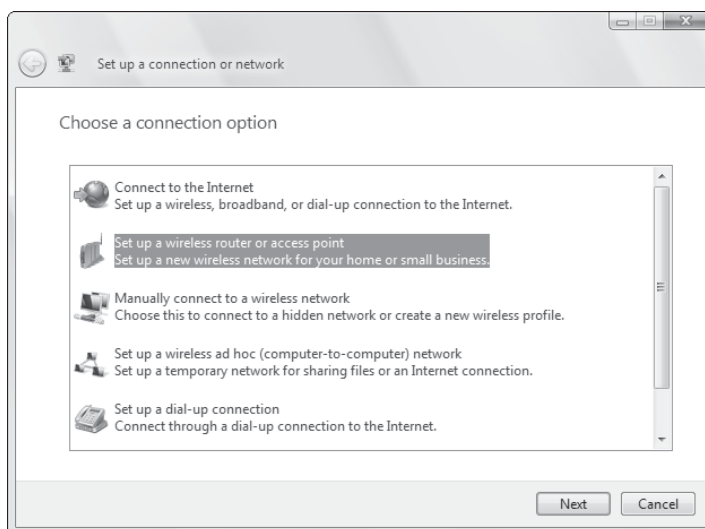 Set up a connection or network
Choose a connection option
Connect to the Internet
Set up a wireless, broadband, or dial-up connection to the Internet.
Set up a wireless router or access point
Set up a new wireless network for your home or small business.
Manually connect to a wireless network
Choose this to connect to a hidden network or create a new wireless profile.
Set up a wireless ad hoc (computer-to-computer) network
Set up a temporary network for sharing files or an Internet connection.
Set up a dial-up connection
Connect through a dial-up connection to the Internet.
Next
Cancel